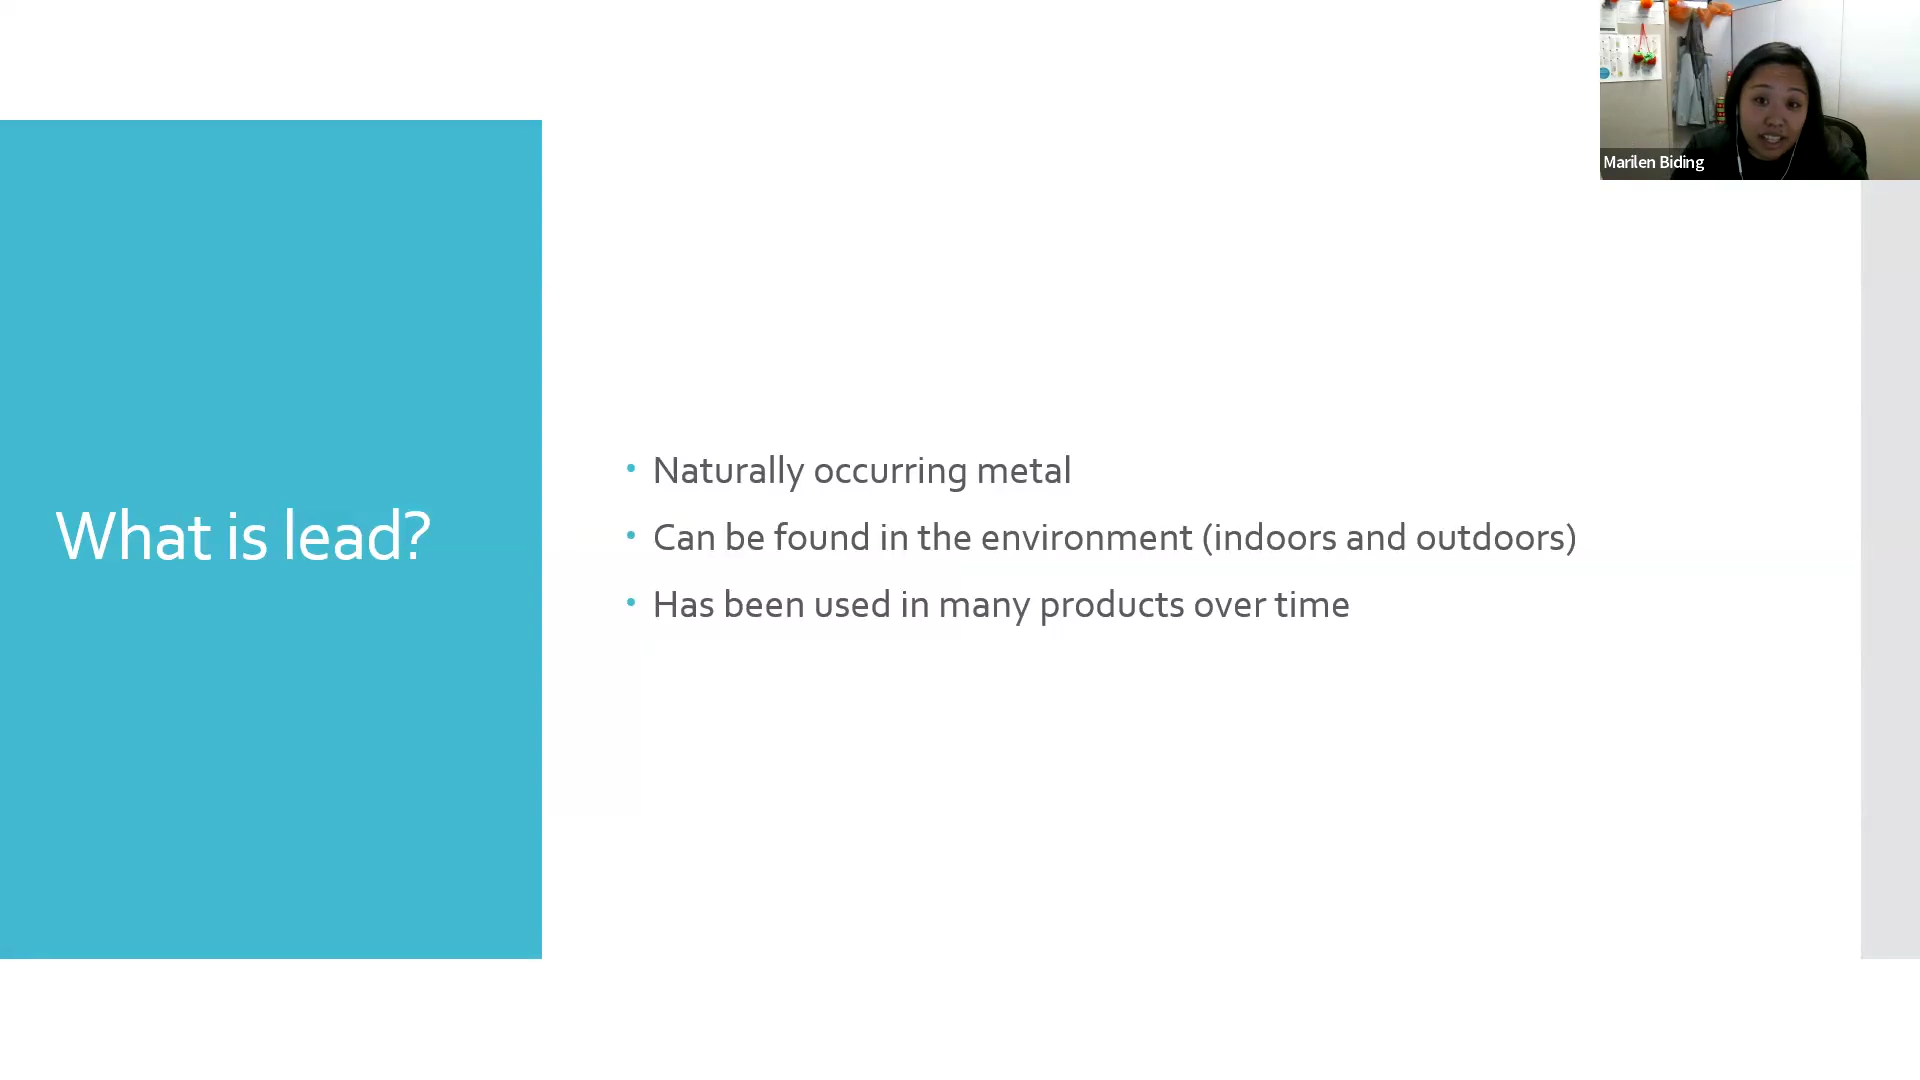 Marilen Biding
What is lead?
• Naturally occurring metal
• Can be found in the environment (indoors and outdoors)
• Has been used in many products over time